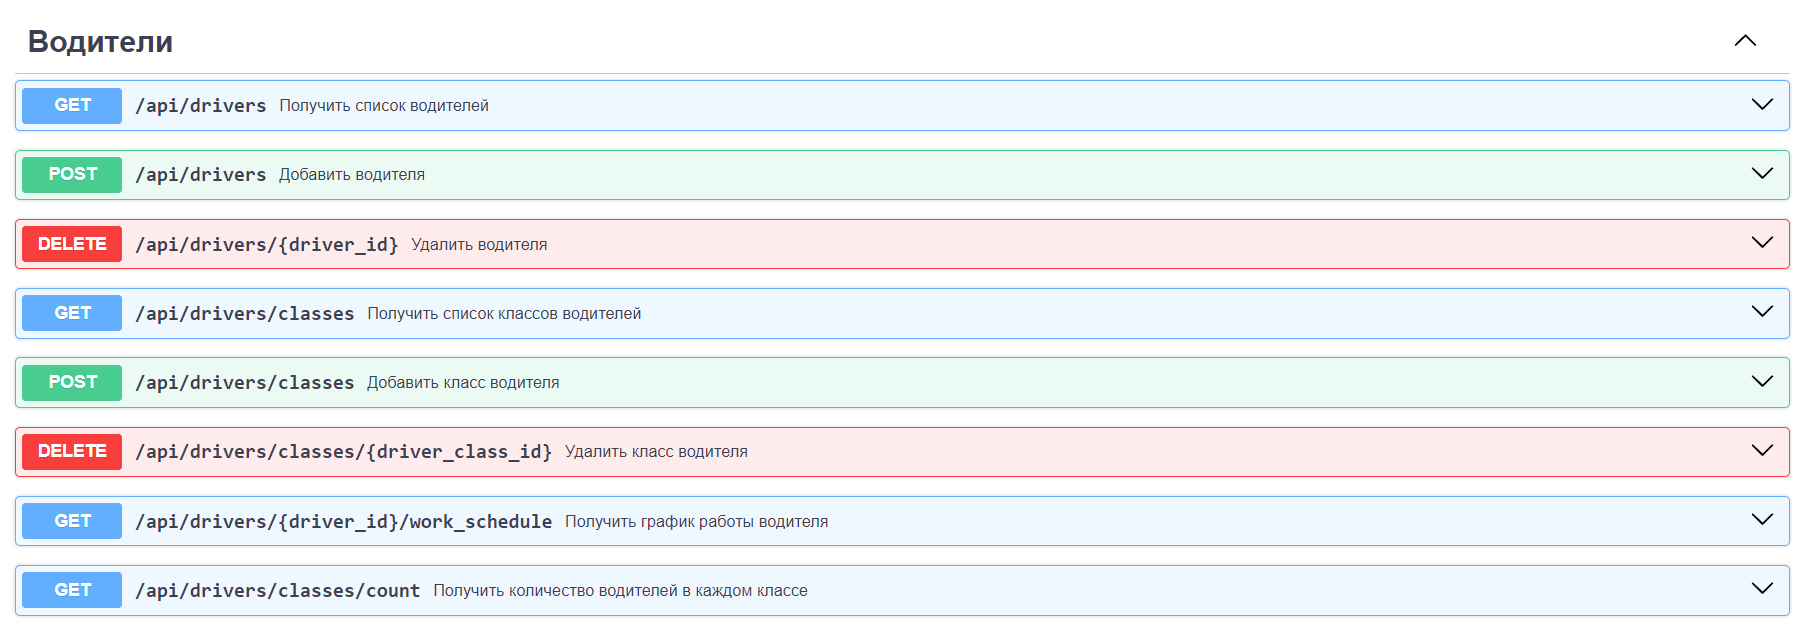 Водители
GET /api/drivers Получить список водителей
POST /api/drivers Добавить водителя
DELETE /api/drivers/{driver_id} Удалить водителя
GET /api/drivers/classes Получить список классов водителей
POST /api/drivers/classes Добавить класс водителя
DELETE /api/drivers/classes/{driver_class_id} Удалить класс водителя
GET /api/drivers/{driver_id}/work_schedule Получить график работы водителя
GET /api/drivers/classes/count Получить количество водителей в каждом классе